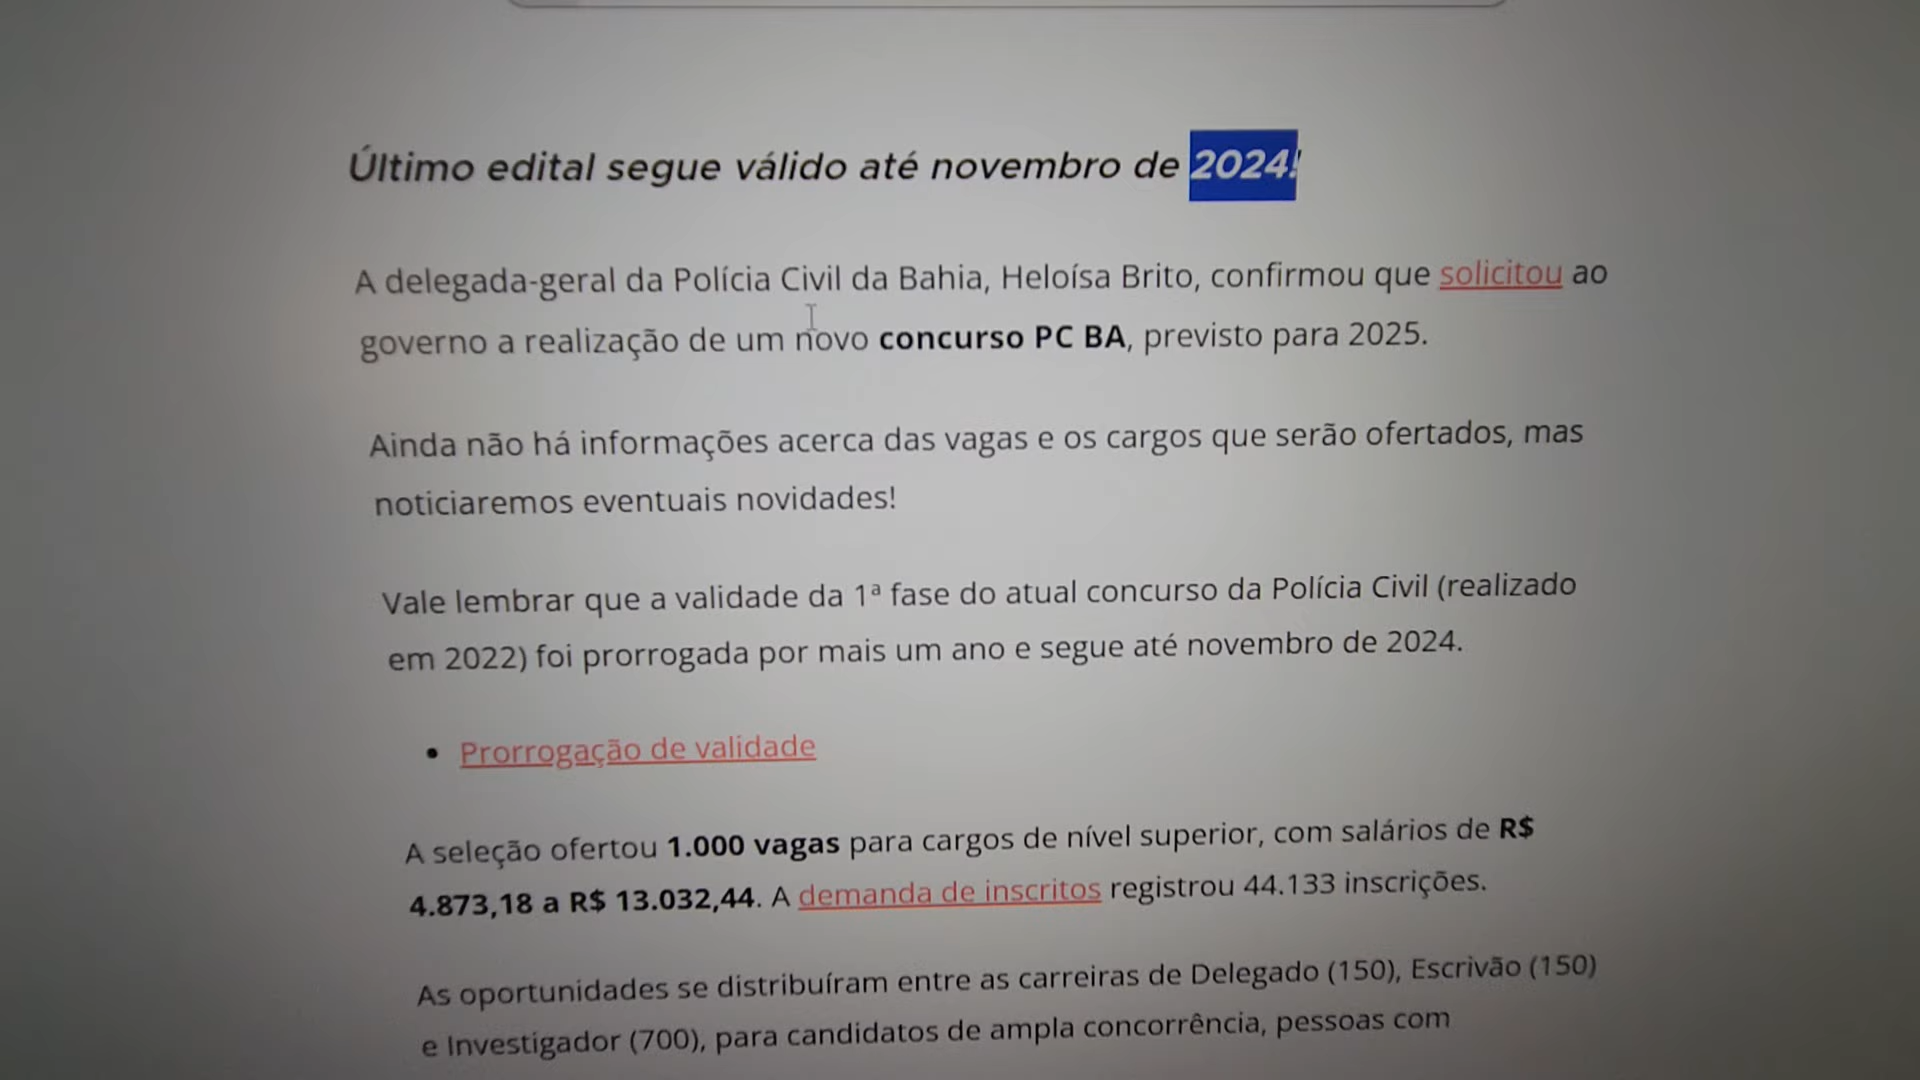 Último edital segue válido até novembro de 2024!
A delegada-geral da Polícia Civil da Bahia, Heloísa Brito, confirmou que solicitou ao
governo a realização de um novo concurso PC BA, previsto para 2025.
Ainda não há informações acerca das vagas e os cargos que serão ofertados, mas
noticiaremos eventuais novidades!
Vale lembrar que a validade da 1ª fase do atual concurso da Polícia Civil (realizado
em 2022) foi prorrogada por mais um ano e segue até novembro de 2024.
• Prorrogação de validade
A seleção ofertou 1.000 vagas para cargos de nível superior, com salários de R$
4.873,18 a R$ 13.032,44. A demanda de inscritos registrou 44.133 inscrições.
As oportunidades se distribuíram entre as carreiras de Delegado (150), Escrivão (150)
e Investigador (700), para candidatos de ampla concorrência, pessoas com